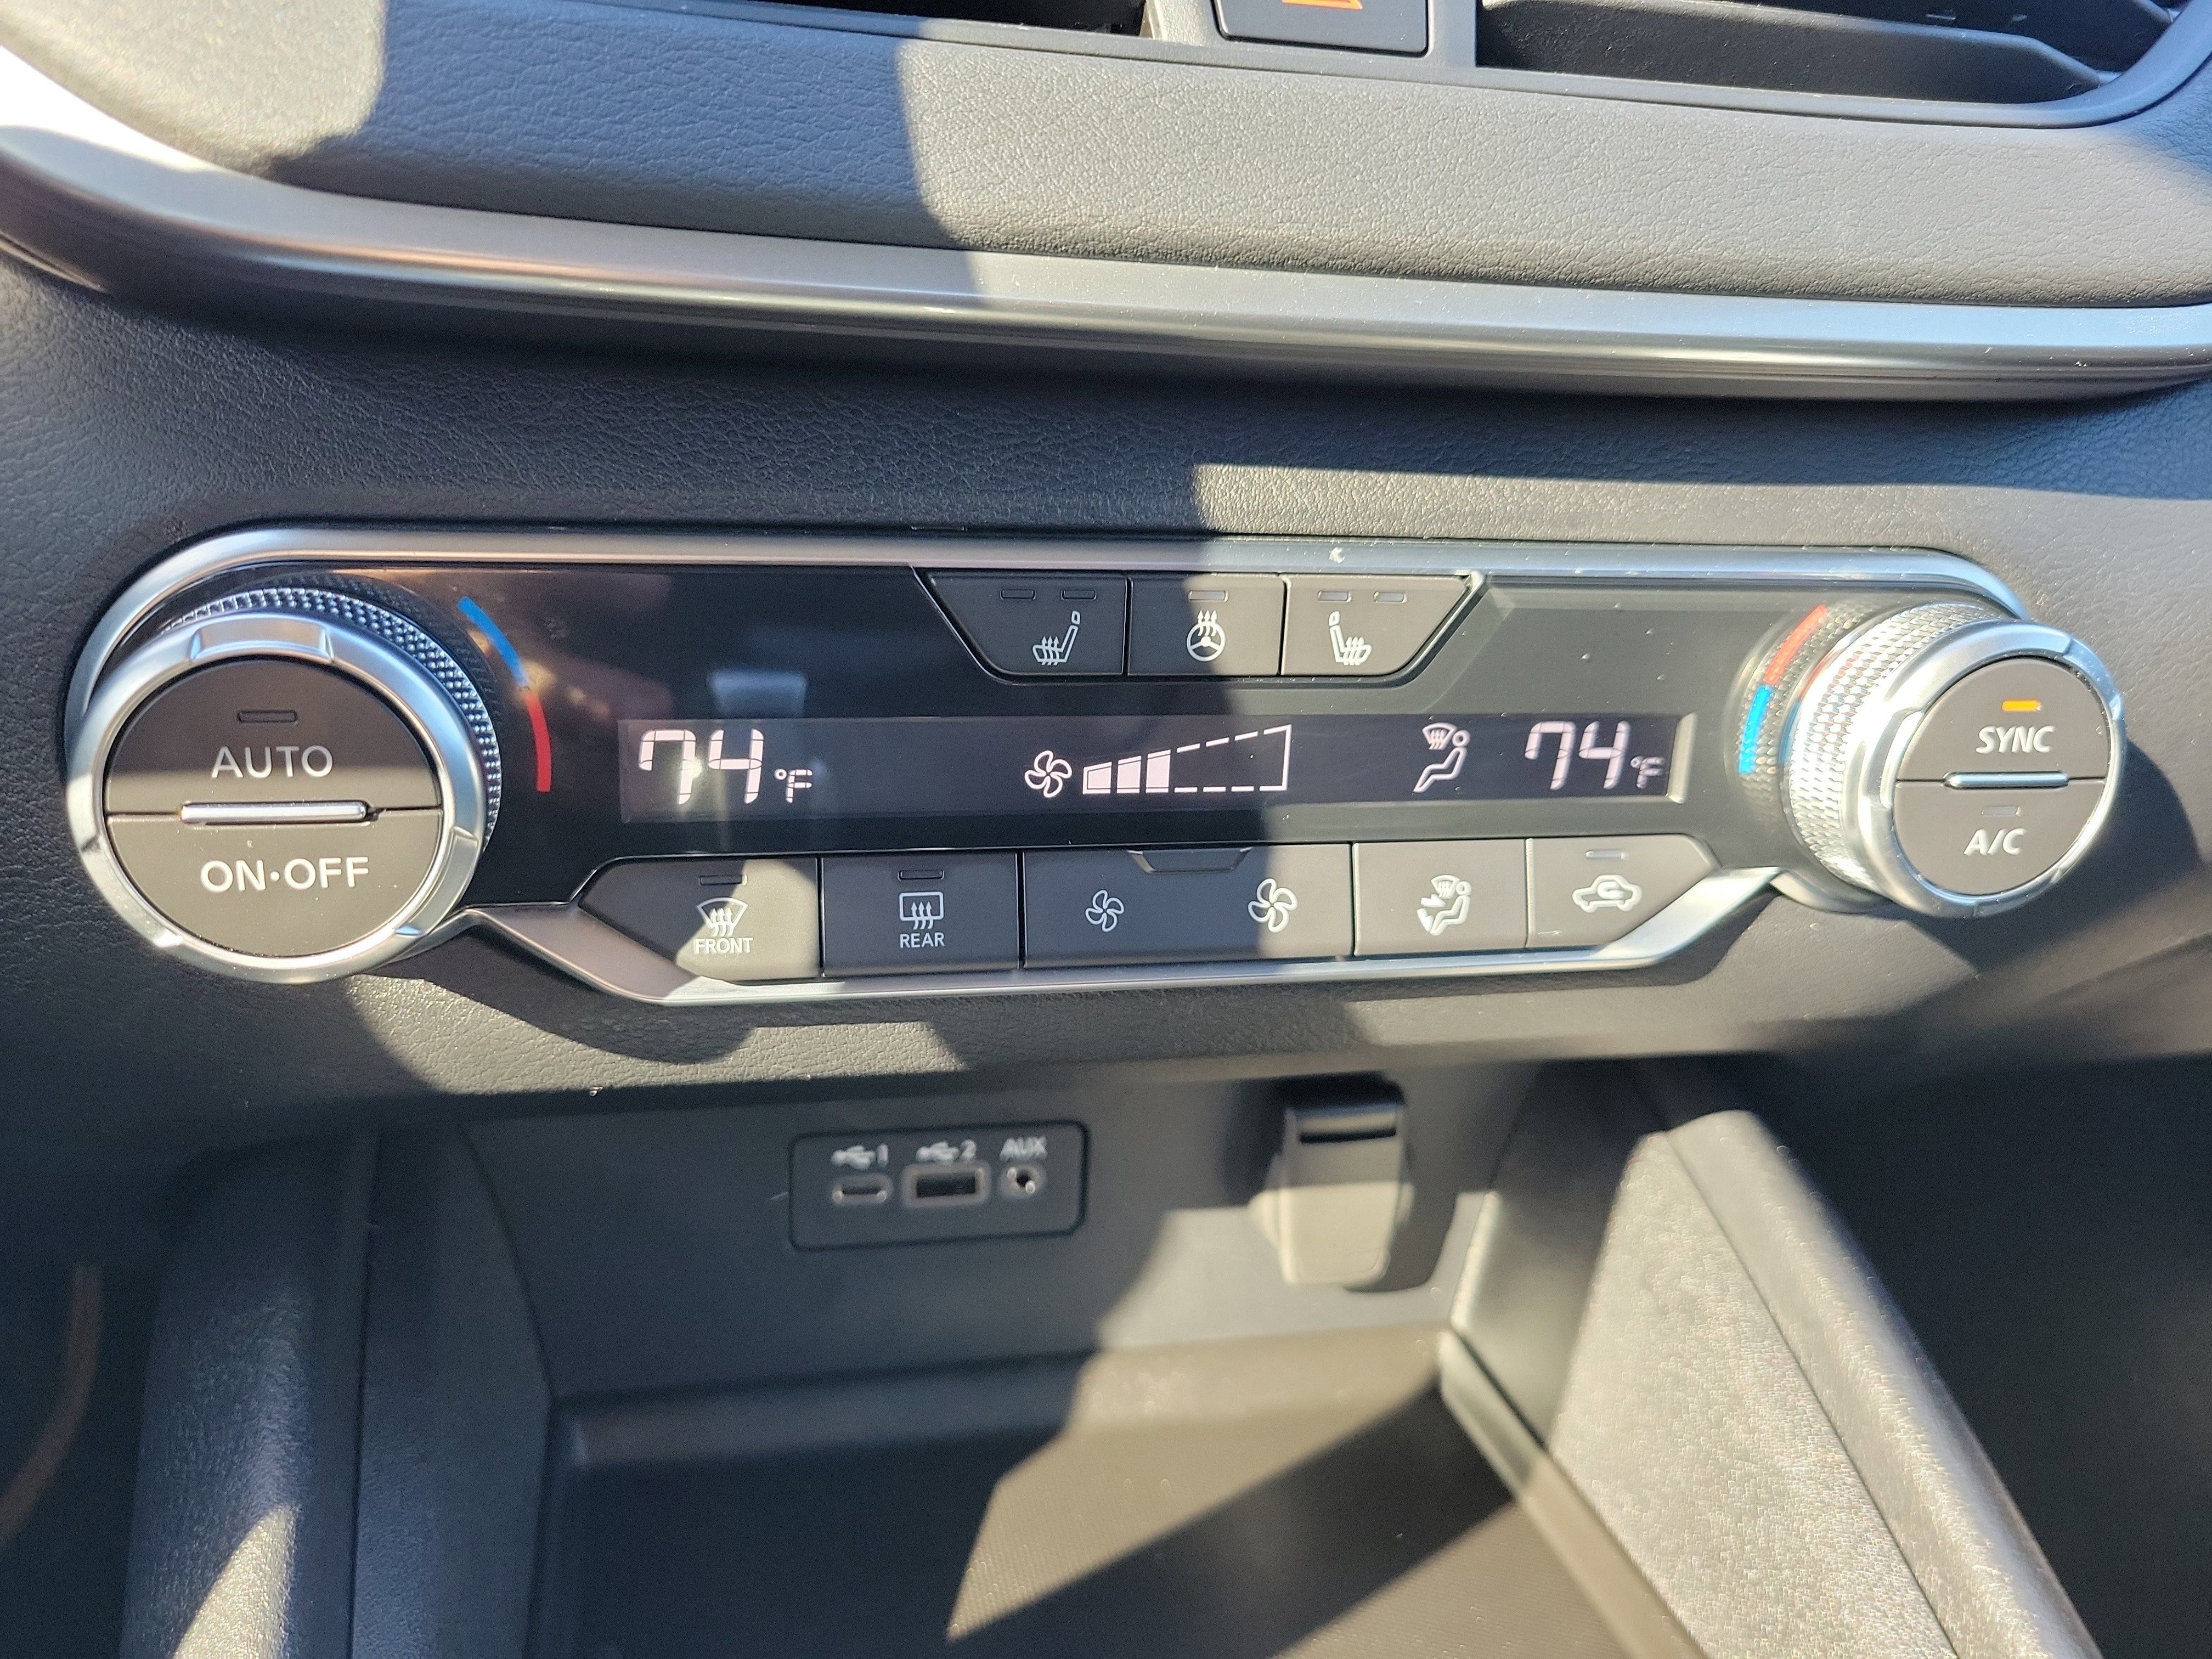 AUTO
ON•OFF
74°F
74°F
SYNC
A/C
FRONT
REAR
1
2
AUX